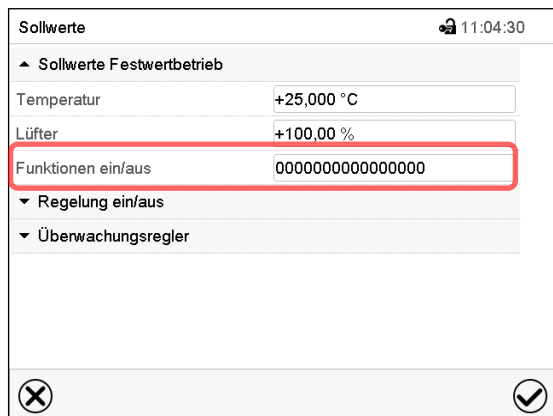 Sollwerte 11:04:30
Sollwerte Festwertbetrieb
Temperatur +25,000 °C
Lüfter +100,00 %
Funktionen ein/aus 0000000000000000
Regelung ein/aus
Überwachungsregler